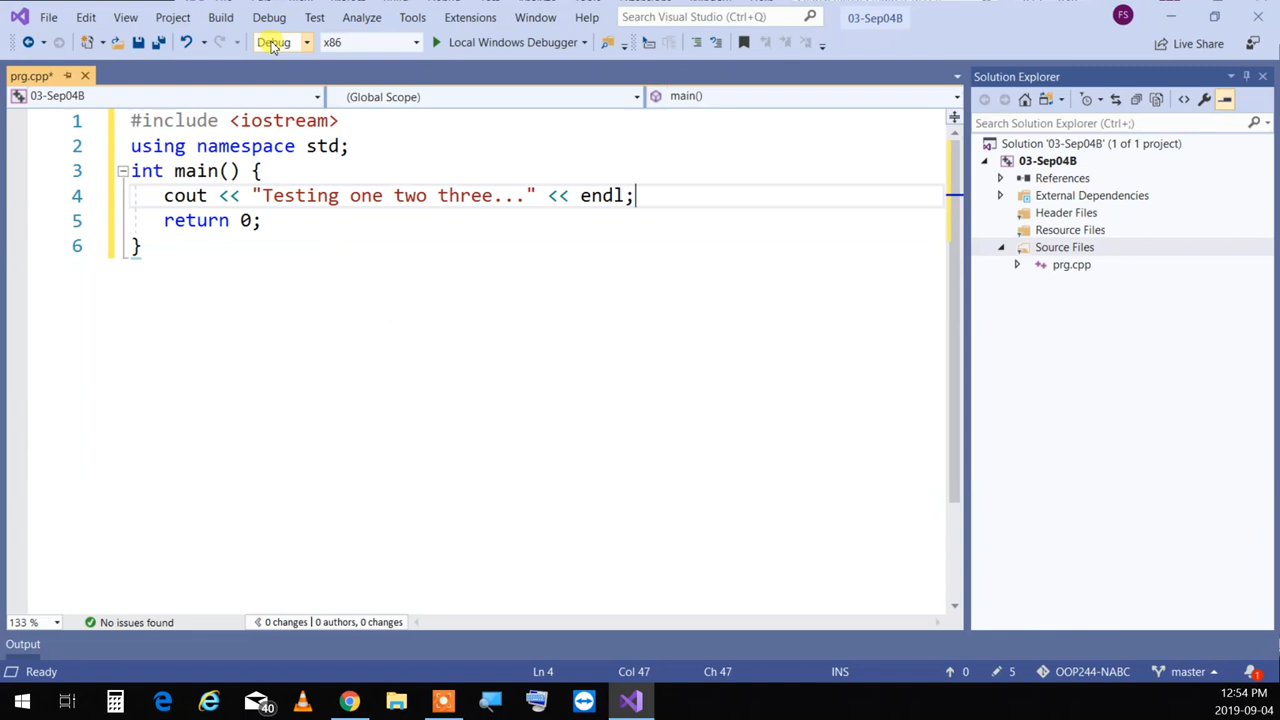 File Edit View Project Build Debug Test Analyze Tools Extensions Window Help Search Visual Studio (Ctrl+Q) 03-Sep04B FS
Debug x86 Local Windows Debugger Live Share
prg.cpp*
Solution Explorer
03-Sep04B (Global Scope) main()
Search Solution Explorer (Ctrl+;)
1 #include <iostream>
2 using namespace std;
3 int main() {
4 cout << "Testing one two three..." << endl;
5 return 0;
6 }
Solution '03-Sep04B' (1 of 1 project)
03-Sep04B
References
External Dependencies
Header Files
Resource Files
Source Files
prg.cpp
133 % No issues found 0 changes | 0 authors, 0 changes
Output
Ready Ln 4 Col 47 Ch 47 INS 0 5 OOP244-NABC master 1
40
12:54 PM
2019-09-04